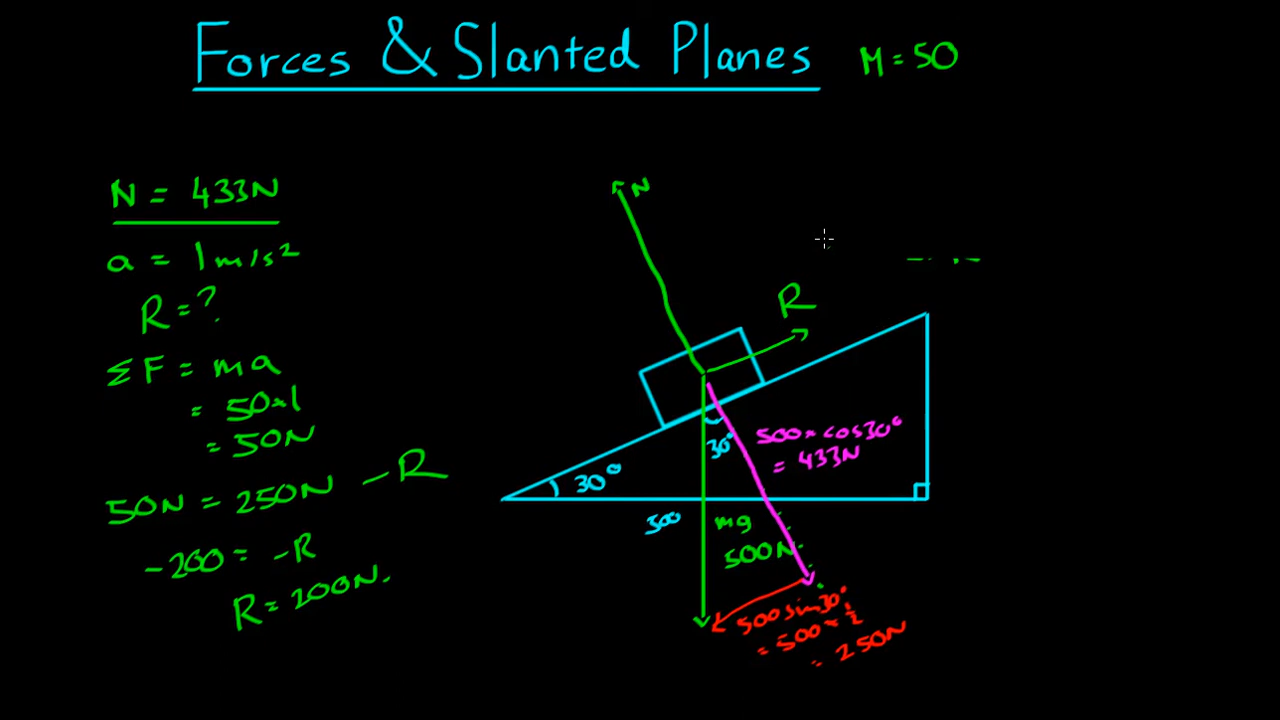 Forces & Slanted Planes
M = 50
N = 433N
a = 1m/s²
R = ?
ΣF = ma
= 50×1
= 50N
50N = 250N - R
-200 = -R
R = 200N.
N
R
30°
30°
500×cos30°
= 433N
500
mg
500N
500sin30°
= 500×½
= 250N